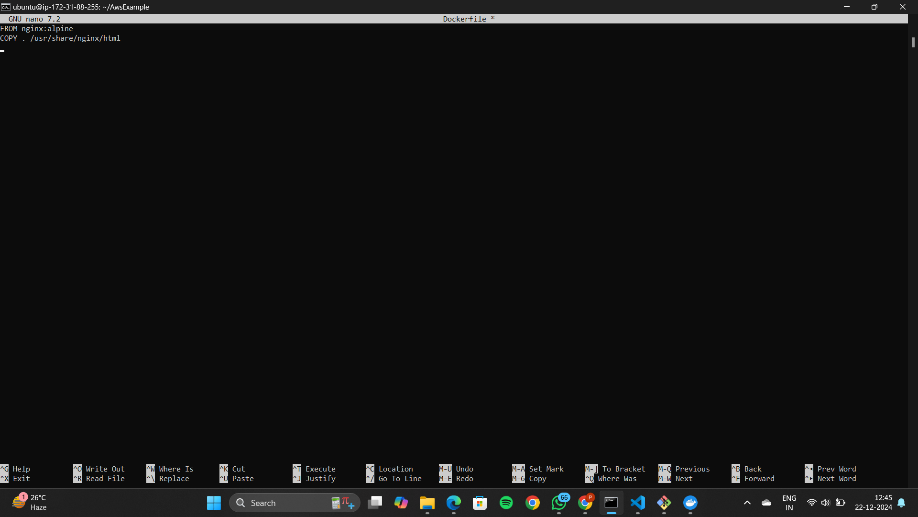 ubuntu@ip-172-31-88-255: ~/AwsExample
GNU nano 7.2 Dockerfile *
FROM nginx:alpine
COPY . /usr/share/nginx/html
^G Help ^O Write Out ^W Where Is ^K Cut ^T Execute ^C Location M-U Undo M-A Set Mark M-] To Bracket M-Q Previous ^B Back
^X Exit ^R Read File ^\ Replace ^U Paste ^J Justify ^/ Go To Line M-E Redo M-6 Copy ^Q Where Was M-W Next ^F Forward
Prev Word
Next Word
26°C
Haze
Search
65
ENG
IN
12:45
22-12-2024